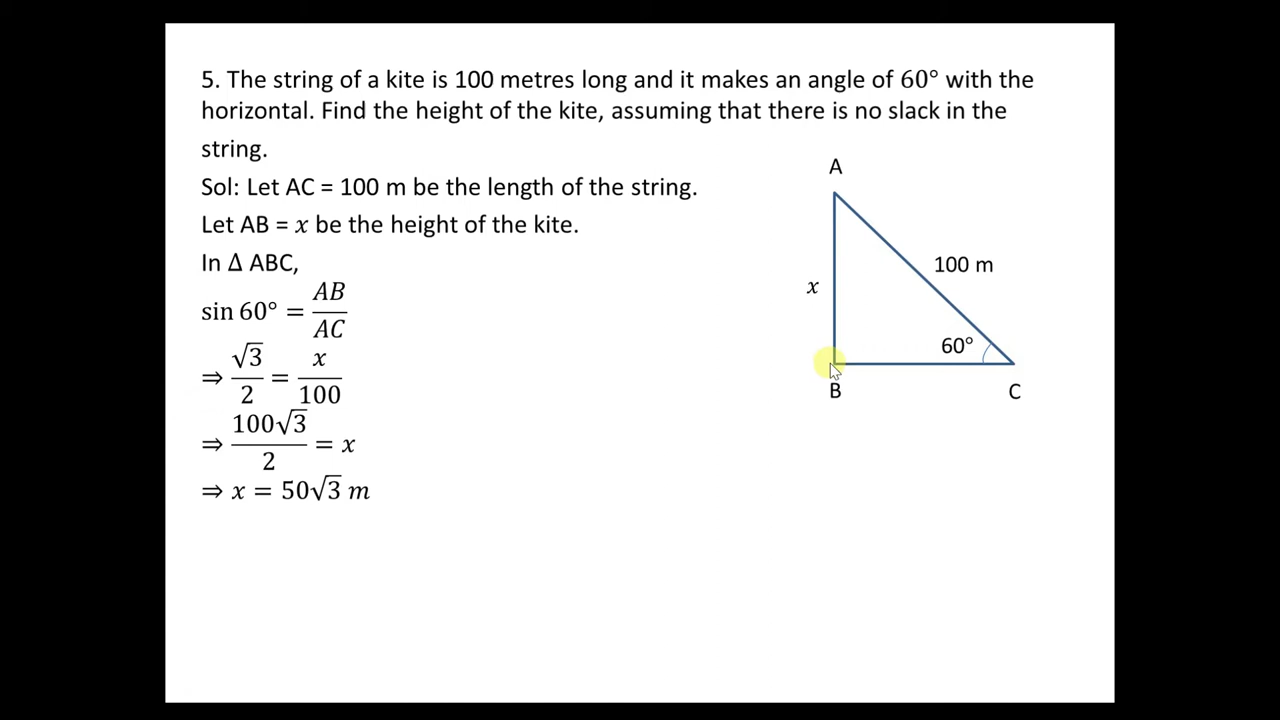 5. The string of a kite is 100 metres long and it makes an angle of 60° with the
horizontal. Find the height of the kite, assuming that there is no slack in the
string.
Sol: Let AC = 100 m be the length of the string.
Let AB = x be the height of the kite.
In Δ ABC,
sin 60° = AB/AC
⇒ √3/2 = x/100
⇒ 100√3/2 = x
⇒ x = 50√3 m
A
100 m
x
60°
B
C